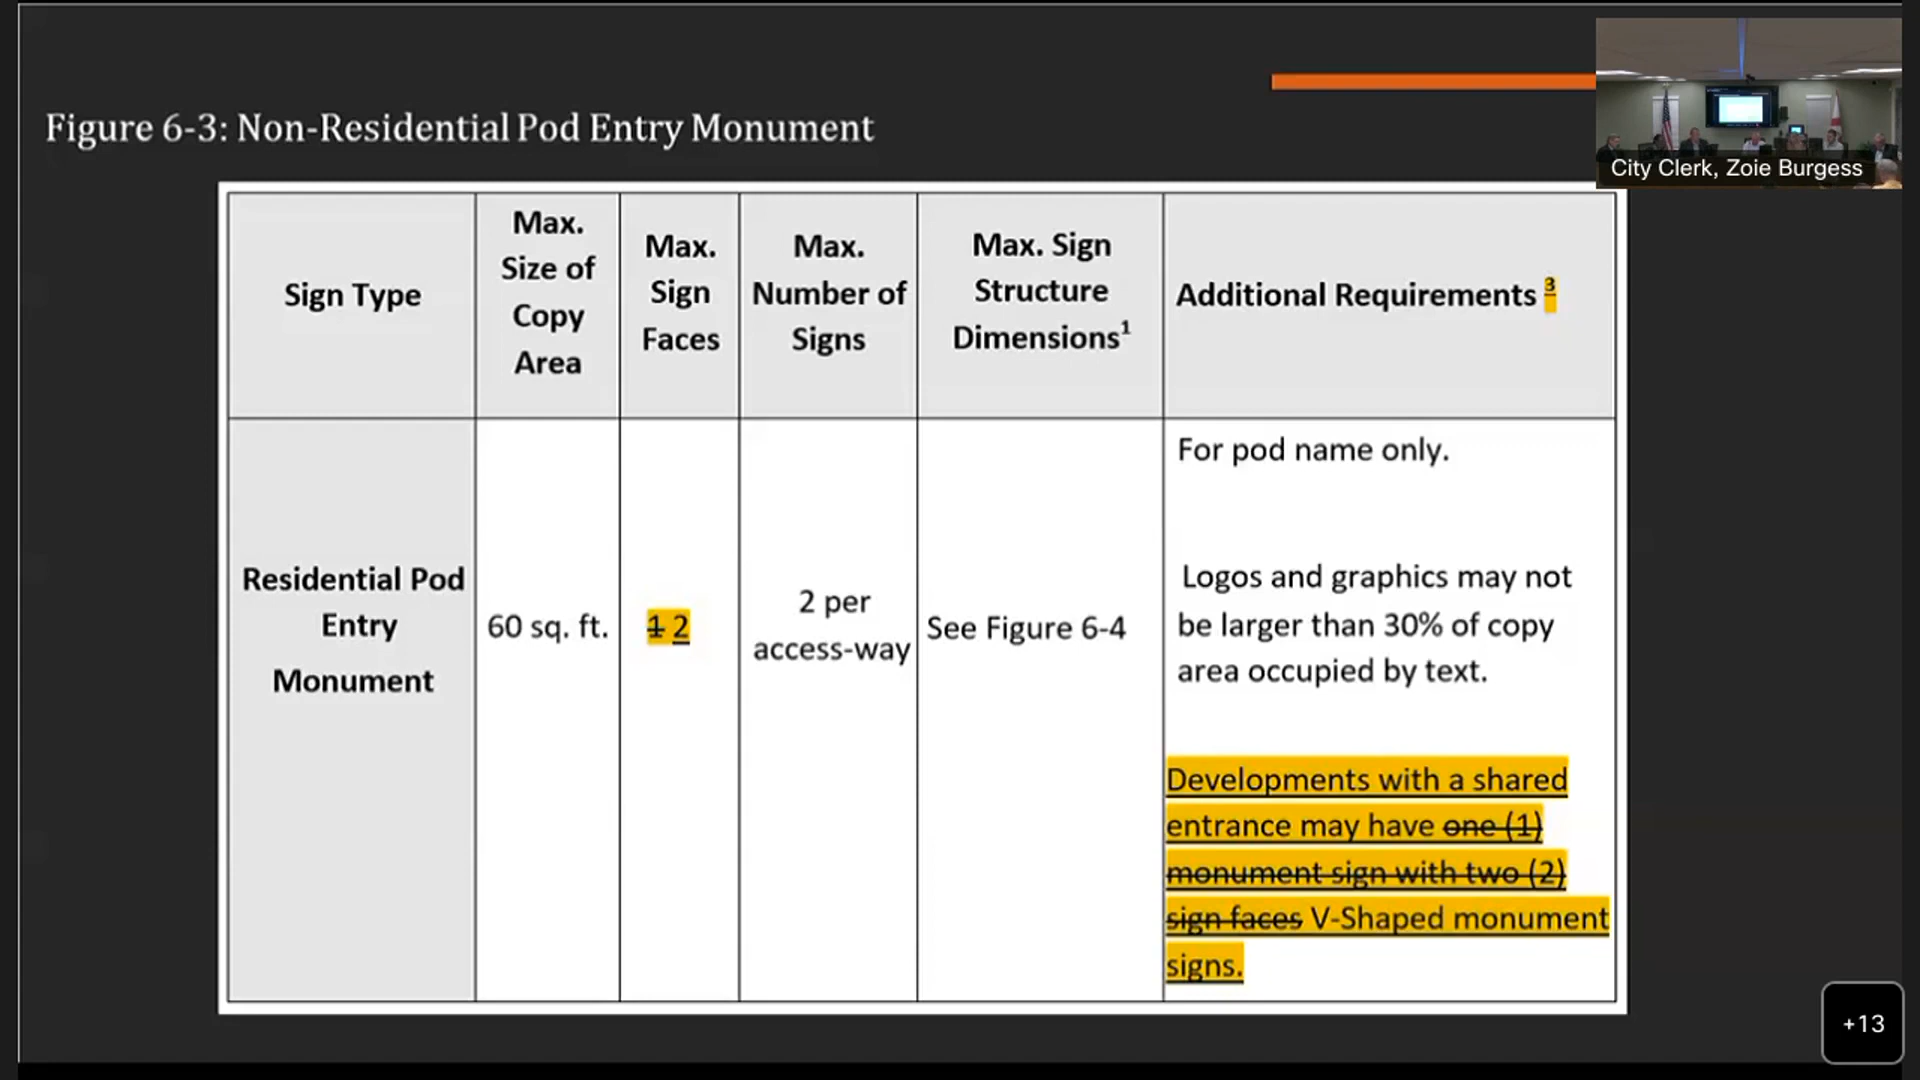 City Clerk, Zoie Burgess
Figure 6-3: Non-Residential Pod Entry Monument
Sign Type
Max.
Size of
Copy
Area
Max.
Sign
Faces
Max.
Number of
Signs
Max. Sign
Structure
Dimensions¹
Additional Requirements ³
Residential Pod
Entry
Monument
60 sq. ft.
1 2
2 per
access-way
See Figure 6-4
For pod name only.
Logos and graphics may not
be larger than 30% of copy
area occupied by text.
Developments with a shared
entrance may have one (1)
monument sign with two (2)
sign faces V-Shaped monument
signs.
+13